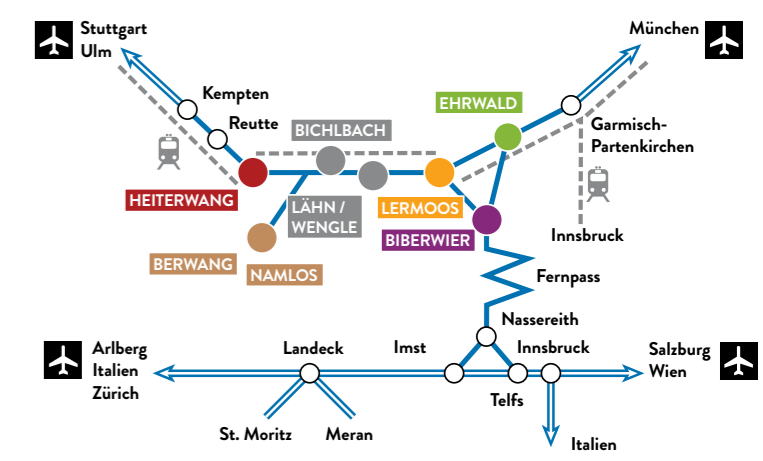 Stuttgart
Ulm
München
Kempten
Reutte
EHRWALD
BICHLBACH
Garmisch-
Partenkirchen
HEITERWANG
LÄHN /
WENGLE
LERMOOS
BIBERWIER
Innsbruck
BERWANG
NAMLOS
Fernpass
Nassereith
Arlberg
Italien
Zürich
Landeck
Imst
Innsbruck
Salzburg
Wien
Telfs
St. Moritz
Meran
Italien